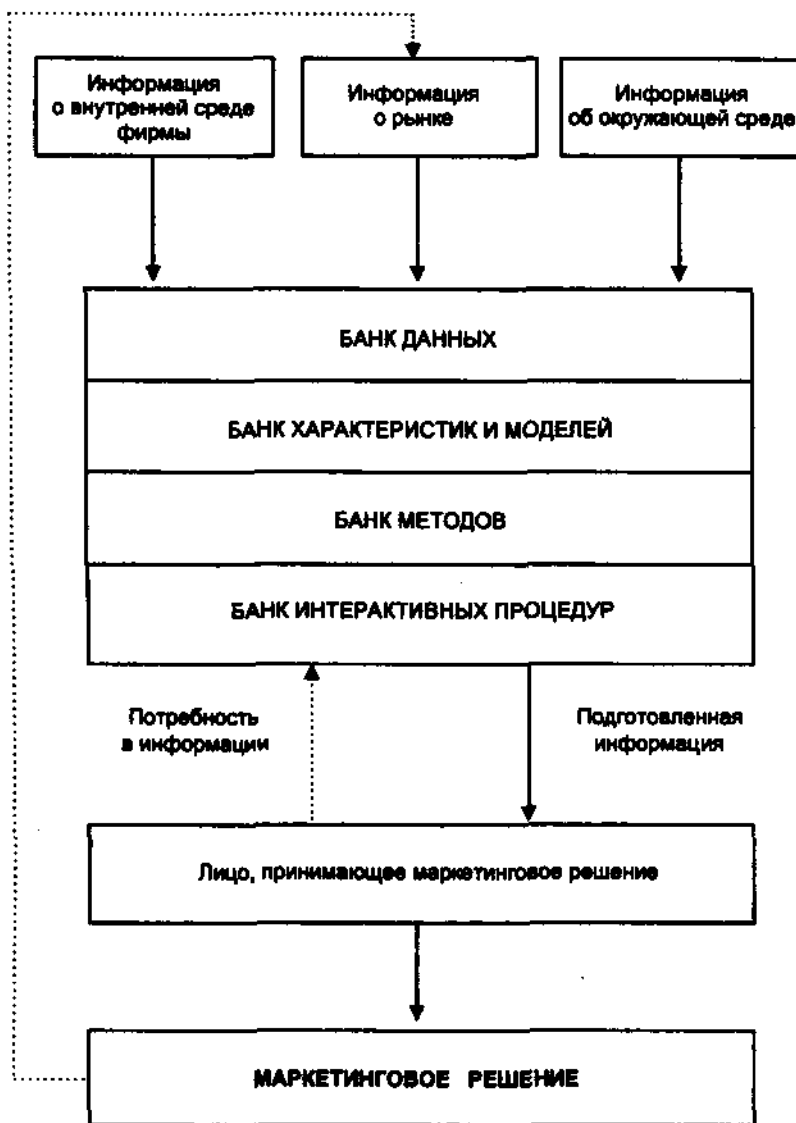 Информация
о внутренней среде
фирмы
Информация
о рынке
Информация
об окружающей среде
БАНК ДАННЫХ
БАНК ХАРАКТЕРИСТИК И МОДЕЛЕЙ
БАНК МЕТОДОВ
БАНК ИНТЕРАКТИВНЫХ ПРОЦЕДУР
Потребность
в информации
Подготовленная
информация
Лицо, принимающее маркетинговое решение
МАРКЕТИНГОВОЕ РЕШЕНИЕ